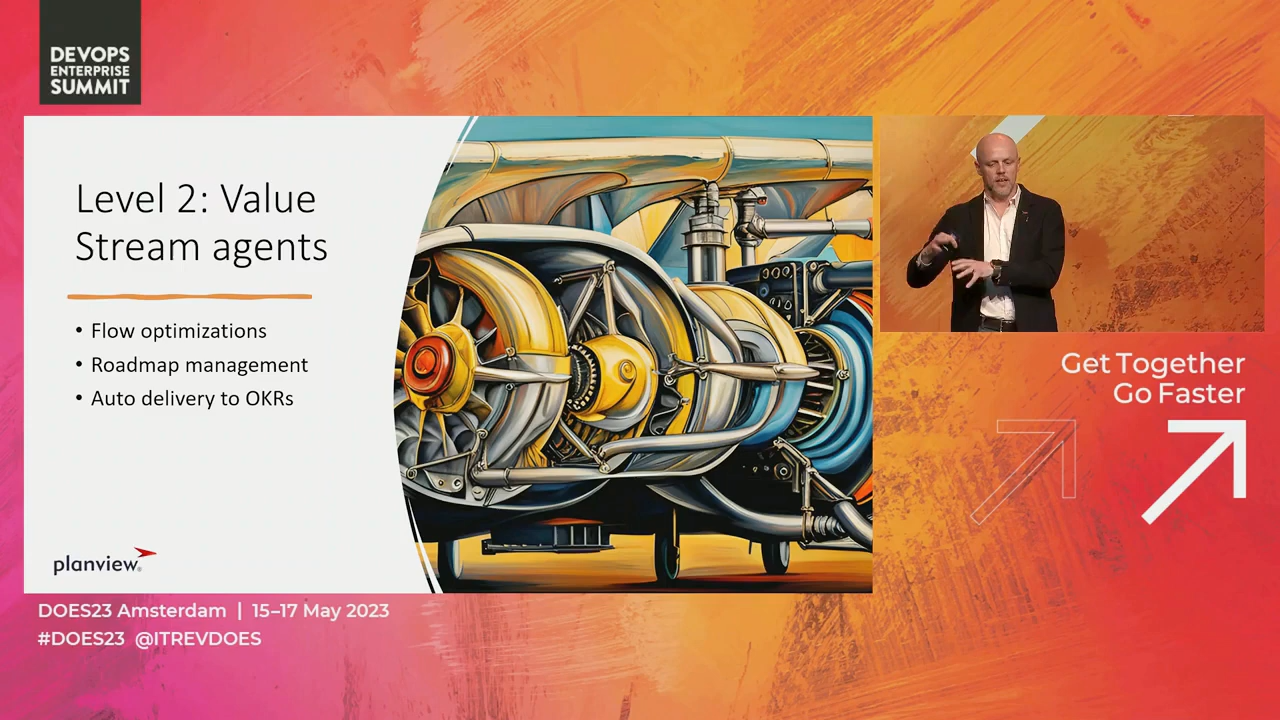 DEVOPS
ENTERPRISE
SUMMIT
Level 2: Value
Stream agents
• Flow optimizations
• Roadmap management
• Auto delivery to OKRs
planview®
Get Together
Go Faster
DOES23 Amsterdam | 15–17 May 2023
#DOES23 @ITREVDOES